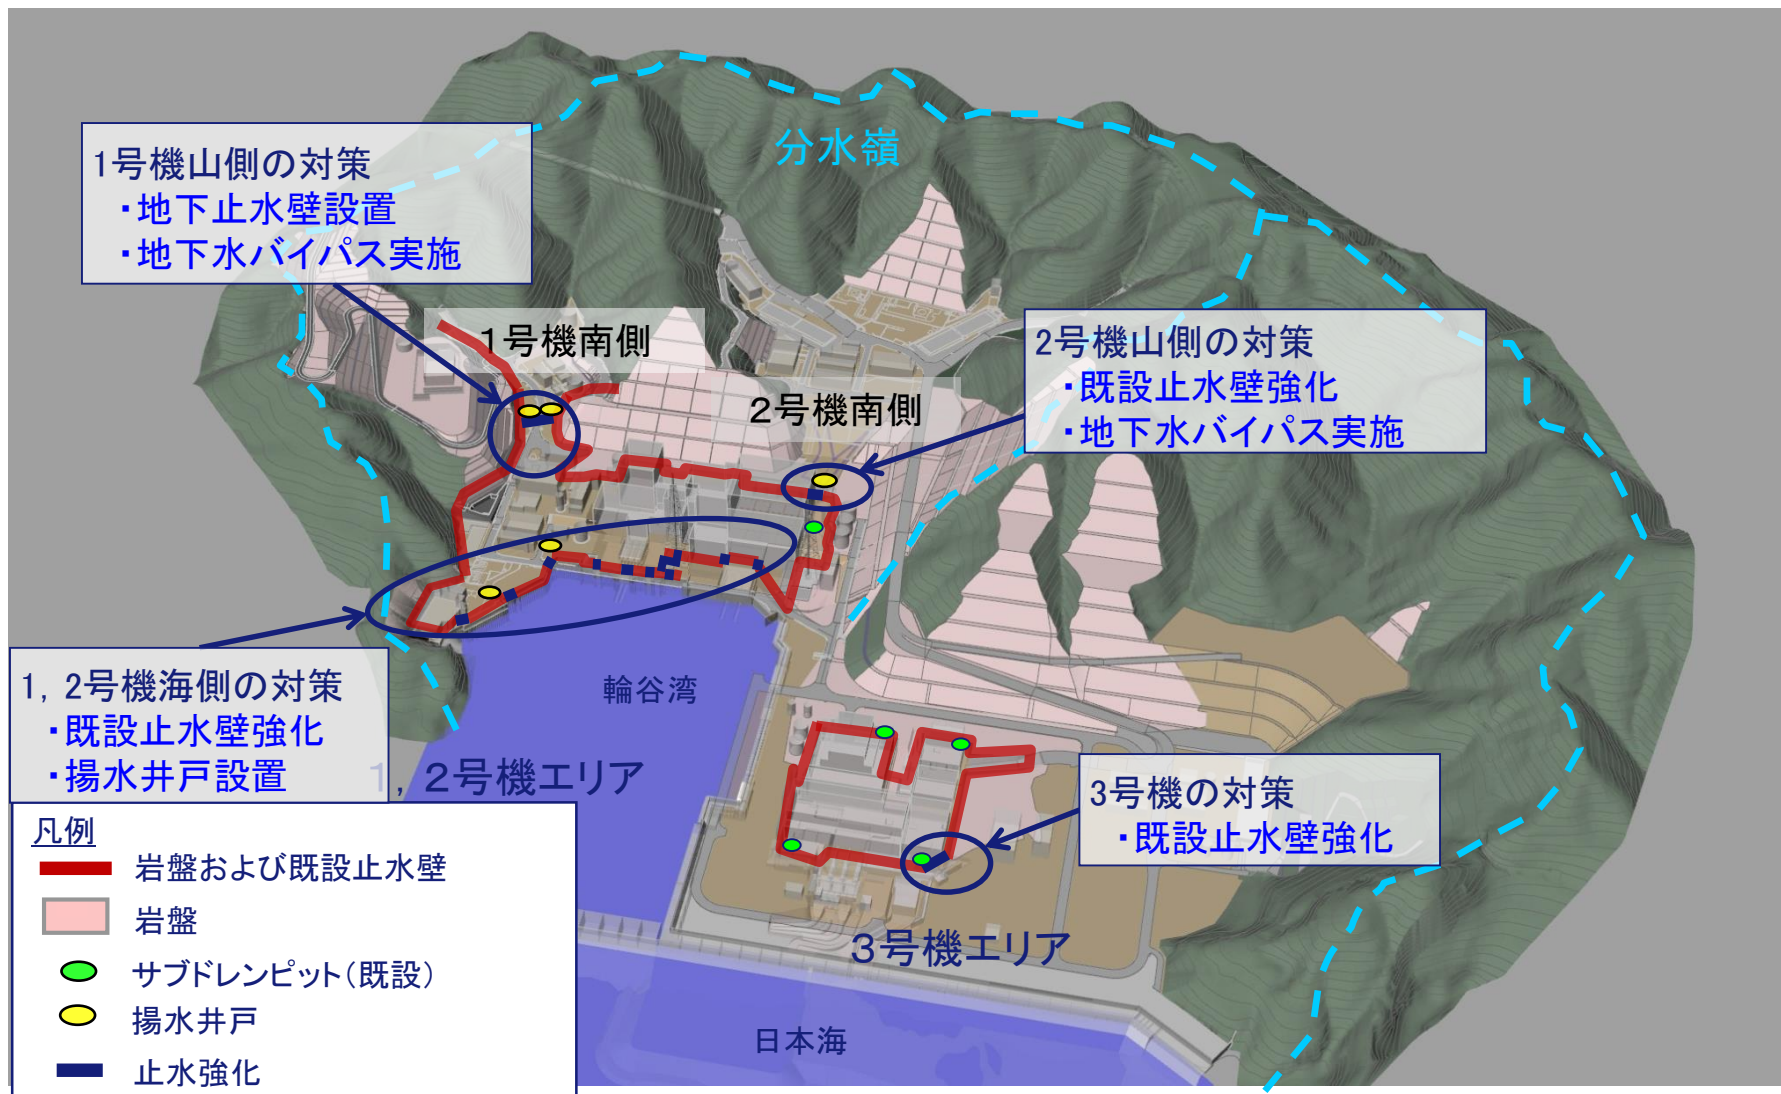 分水嶺
1号機山側の対策
・地下止水壁設置
・地下水バイパス実施
1号機南側
2号機山側の対策
・既設止水壁強化
・地下水バイパス実施
2号機南側
1, 2号機海側の対策
・既設止水壁強化
・揚水井戸設置
輪谷湾
1, 2号機エリア
3号機の対策
・既設止水壁強化
3号機エリア
日本海
凡例
岩盤および既設止水壁
岩盤
サブドレンピット(既設)
揚水井戸
止水強化